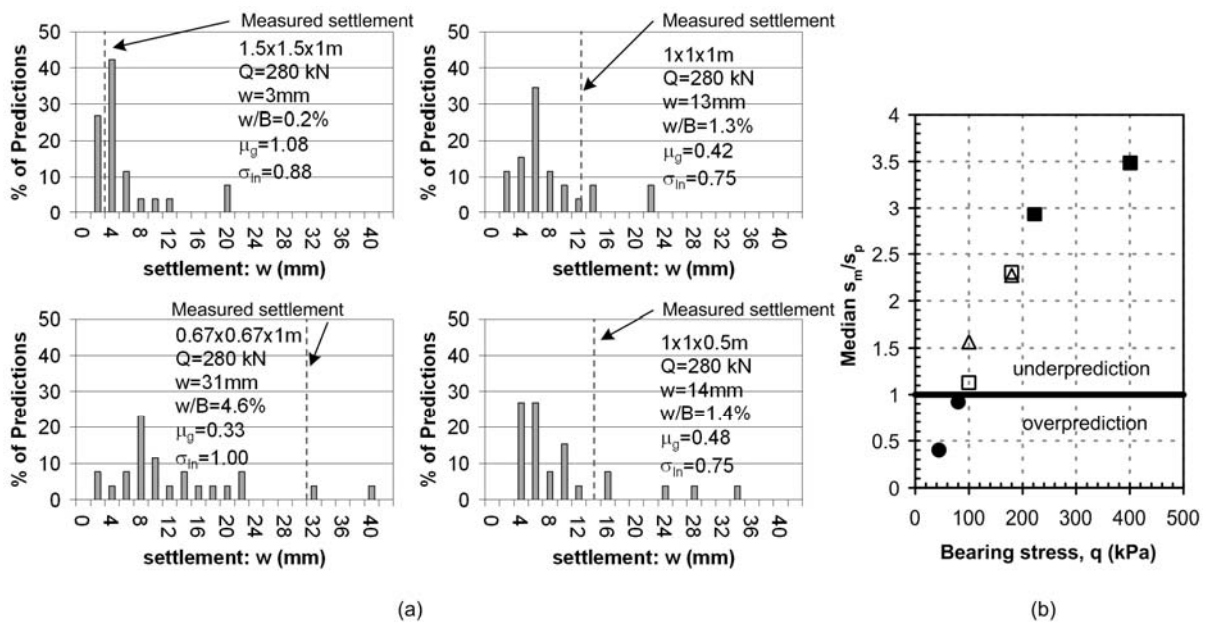 Measured settlement
1.5x1.5x1m
Q=280 kN
w=3mm
w/B=0.2%
μg=1.08
σln=0.88
% of Predictions
50
40
30
20
10
0
0 4 8 12 16 20 24 28 32 36 40
settlement: w (mm)
Measured settlement
1x1x1m
Q=280 kN
w=13mm
w/B=1.3%
μg=0.42
σln=0.75
% of Predictions
50
40
30
20
10
0
0 4 8 12 16 20 24 28 32 36 40
settlement: w (mm)
Measured settlement
0.67x0.67x1m
Q=280 kN
w=31mm
w/B=4.6%
μg=0.33
σln=1.00
% of Predictions
50
40
30
20
10
0
0 4 8 12 16 20 24 28 32 36 40
settlement: w (mm)
Measured settlement
1x1x0.5m
Q=280 kN
w=14mm
w/B=1.4%
μg=0.48
σln=0.75
% of Predictions
50
40
30
20
10
0
0 4 8 12 16 20 24 28 32 36 40
settlement: w (mm)
(a)
Median sm/sp
4
3.5
3
2.5
2
1.5
1
0.5
0
underprediction
overprediction
0 100 200 300 400 500
Bearing stress, q (kPa)
(b)